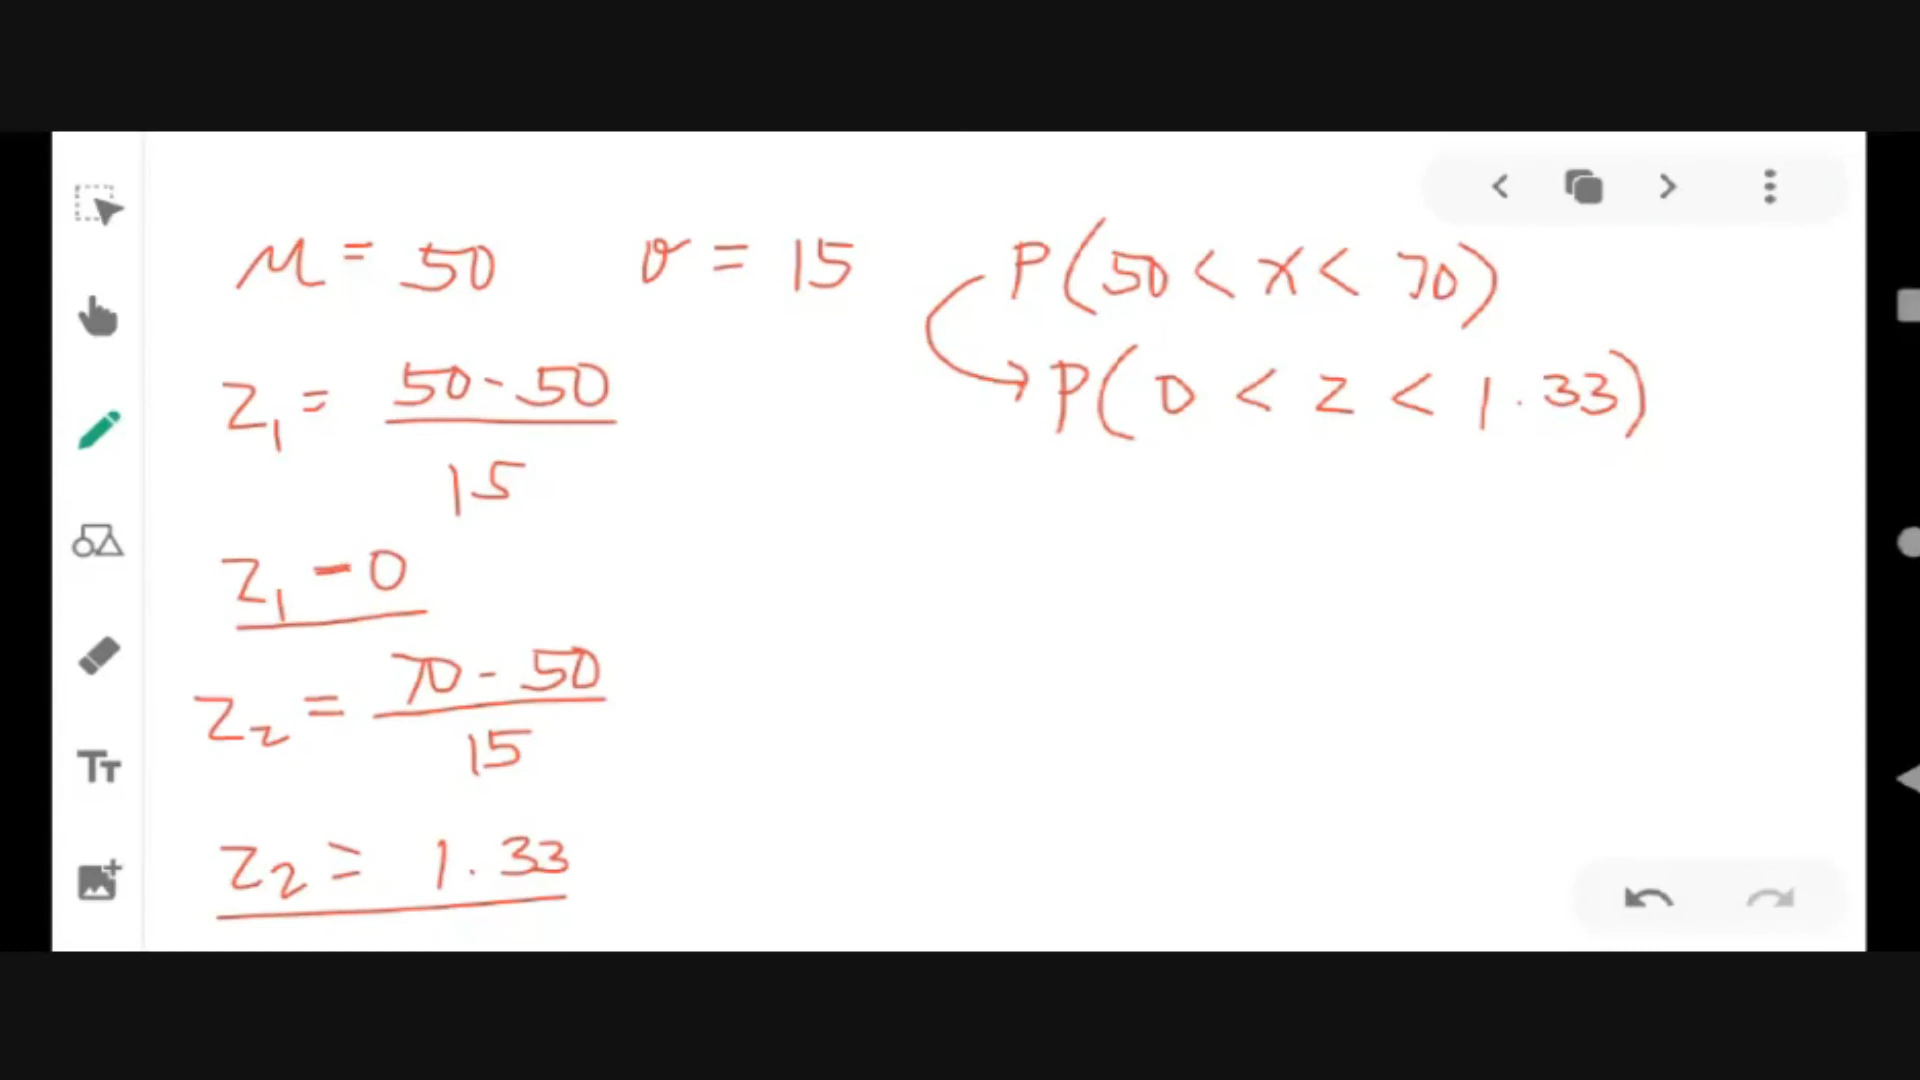 μ = 50 σ = 15 P(50 < x < 70)
P(0 < z < 1.33)
z₁ = 50 - 50
15
z₁ - 0
z₂ = 70 - 50
15
z₂ = 1.33
TT